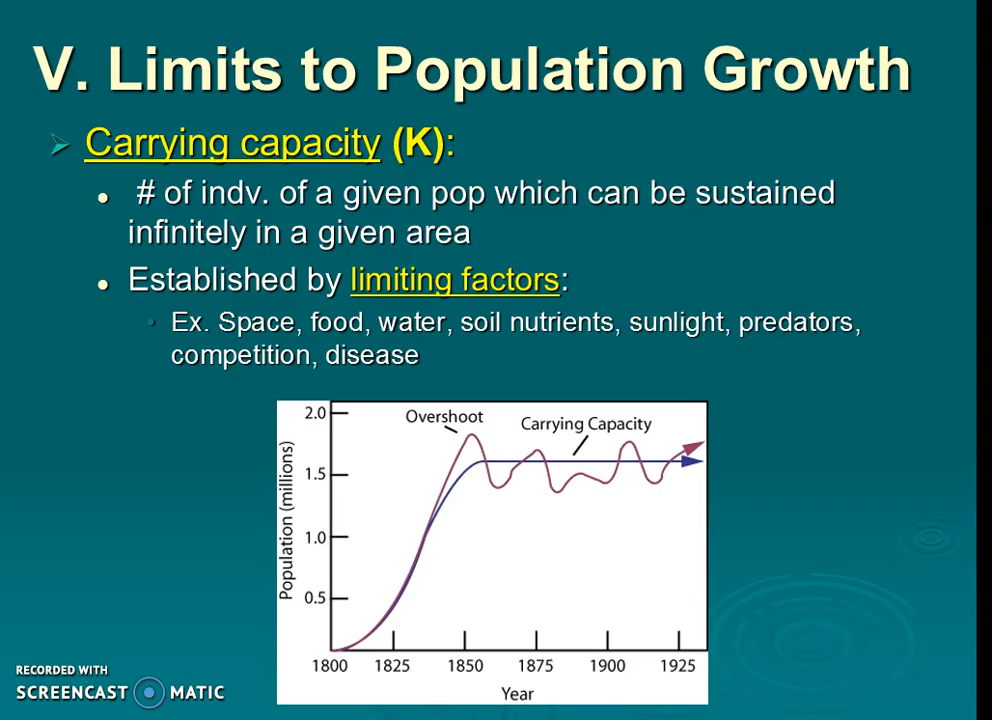 V. Limits to Population Growth
Carrying capacity (K):
# of indv. of a given pop which can be sustained
infinitely in a given area
Established by limiting factors:
Ex. Space, food, water, soil nutrients, sunlight, predators,
competition, disease
2.0
Overshoot
Carrying Capacity
1.5
1.0
0.5
Population (millions)
1800 1825 1850 1875 1900 1925
Year
RECORDED WITH
SCREENCAST MATIC